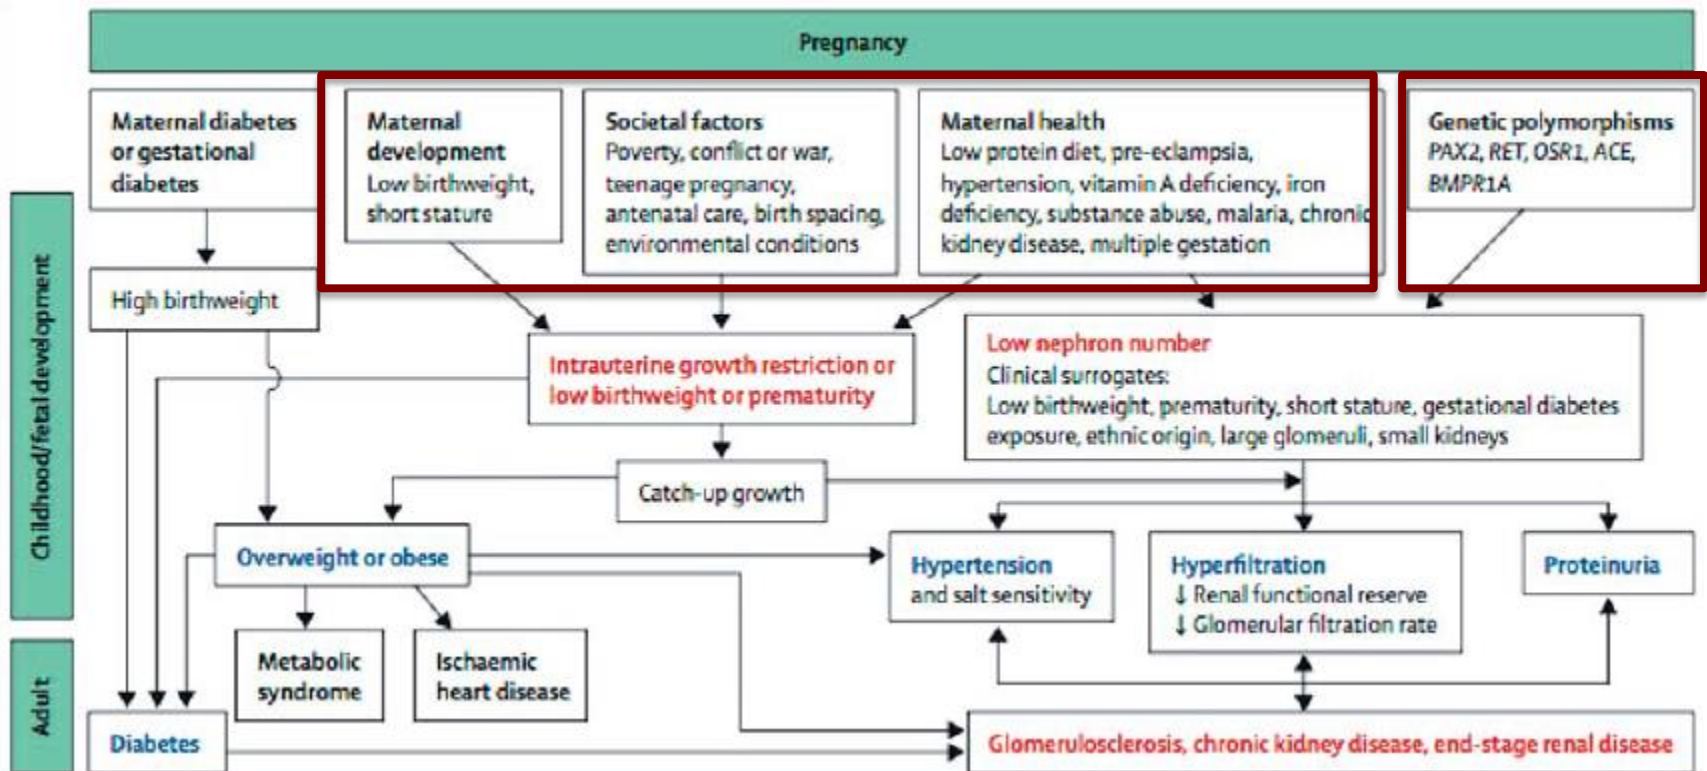 Pregnancy
Maternal diabetes
or gestational
diabetes
Maternal
development
Low birthweight,
short stature
Societal factors
Poverty, conflict or war,
teenage pregnancy,
antenatal care, birth spacing,
environmental conditions
Maternal health
Low protein diet, pre-eclampsia,
hypertension, vitamin A deficiency, iron
deficiency, substance abuse, malaria, chronic
kidney disease, multiple gestation
Genetic polymorphisms
PAX2, RET, OSR1, ACE,
BMPR1A
Childhood/fetal development
High birthweight
Intrauterine growth restriction or
low birthweight or prematurity
Low nephron number
Clinical surrogates:
Low birthweight, prematurity, short stature, gestational diabetes
exposure, ethnic origin, large glomeruli, small kidneys
Catch-up growth
Overweight or obese
Hypertension
and salt sensitivity
Hyperfiltration
↓ Renal functional reserve
↓ Glomerular filtration rate
Proteinuria
Adult
Metabolic
syndrome
Ischaemic
heart disease
Diabetes
Glomerulosclerosis, chronic kidney disease, end-stage renal disease